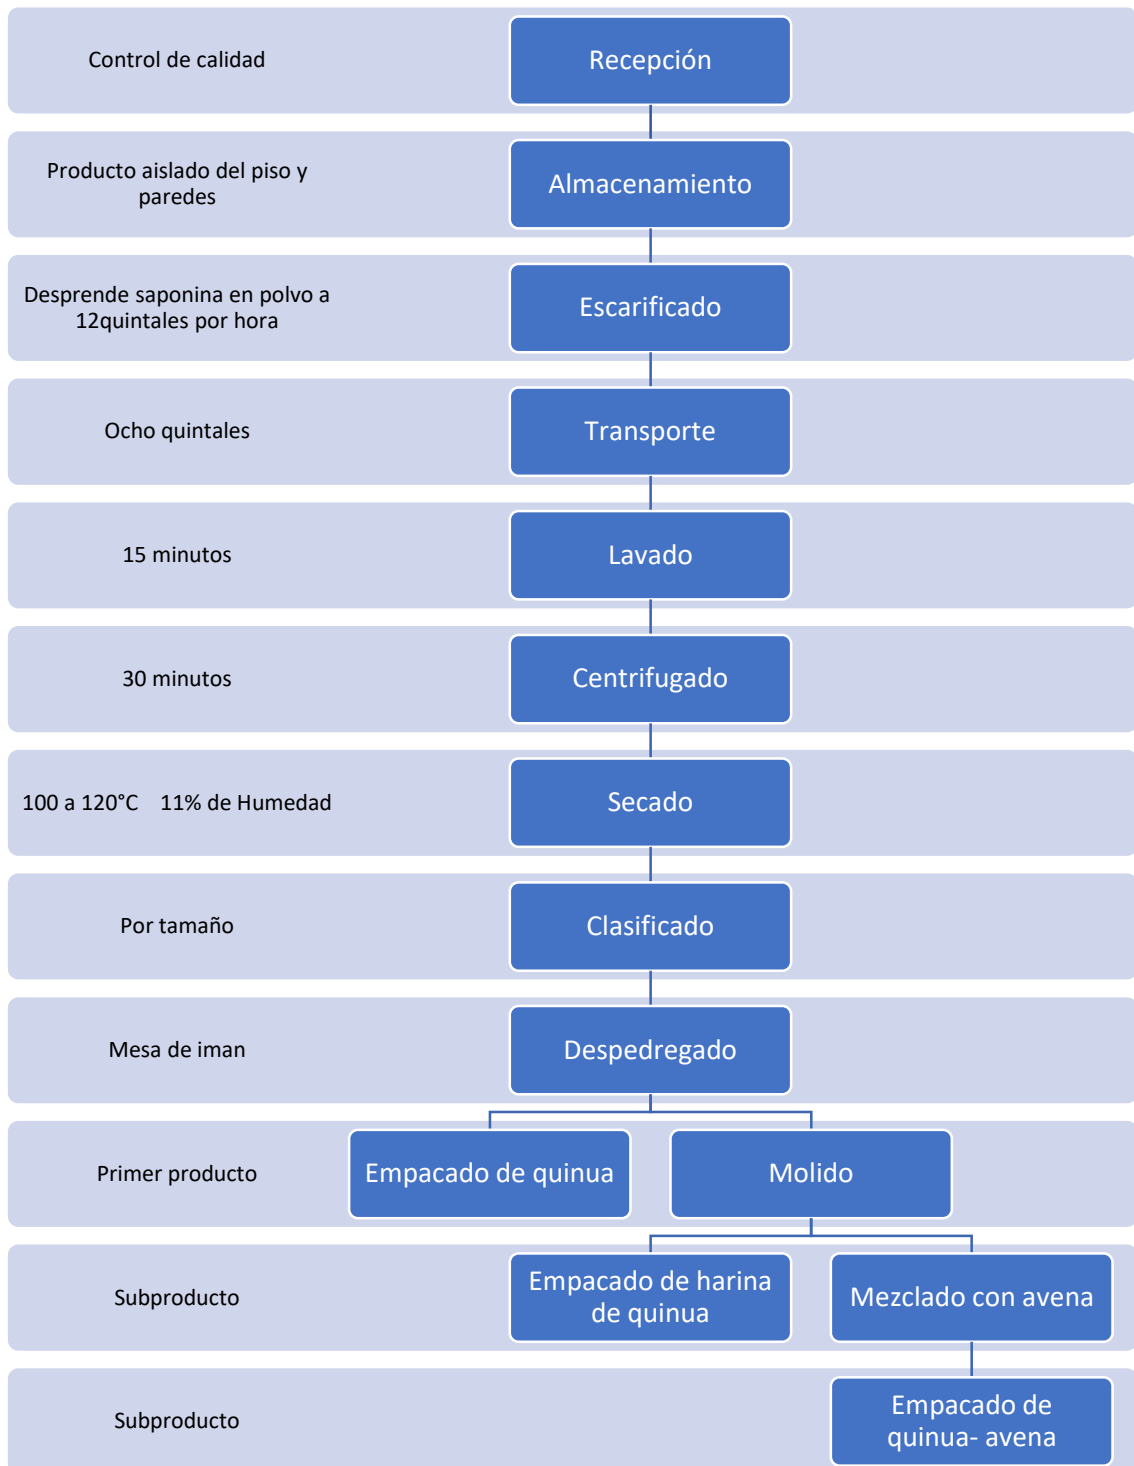 Control de calidad
Recepción
Producto aislado del piso y
paredes
Almacenamiento
Desprende saponina en polvo a
12quintales por hora
Escarificado
Ocho quintales
Transporte
15 minutos
Lavado
30 minutos
Centrifugado
100 a 120°C 11% de Humedad
Secado
Por tamaño
Clasificado
Mesa de iman
Despedregado
Primer producto
Empacado de quinua
Molido
Subproducto
Empacado de harina
de quinua
Mezclado con avena
Subproducto
Empacado de
quinua- avena